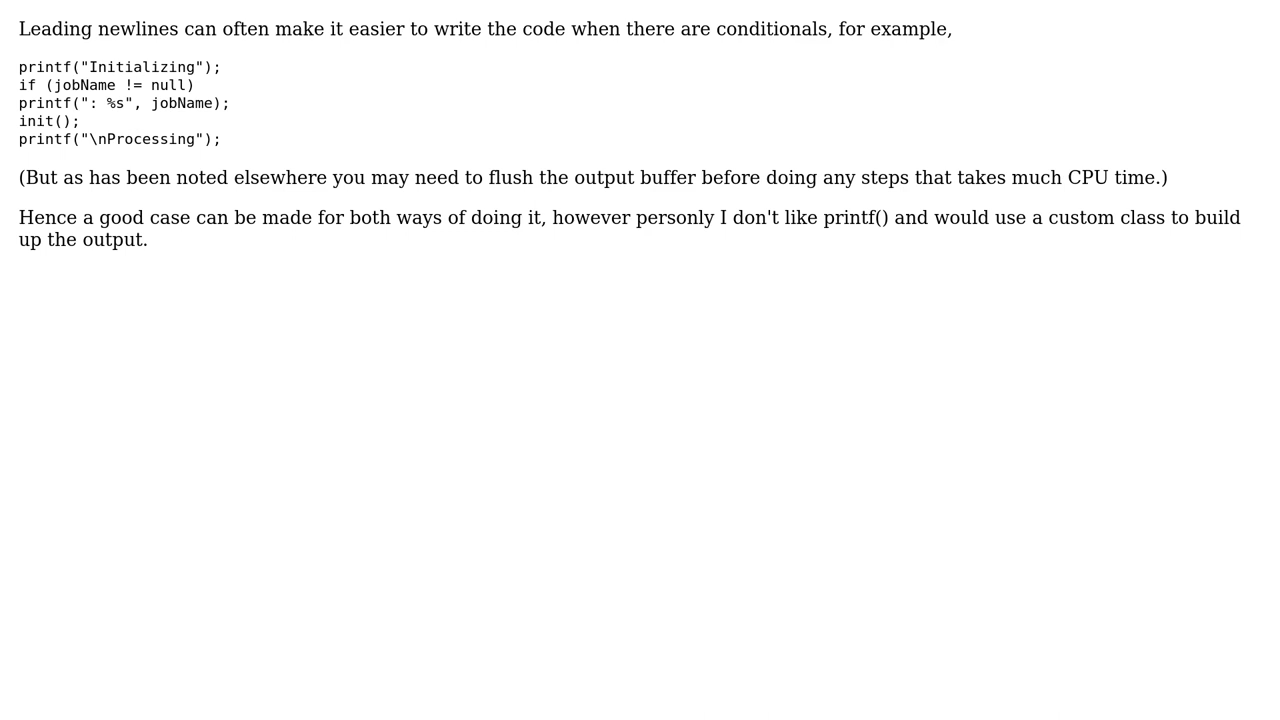 Leading newlines can often make it easier to write the code when there are conditionals, for example,
printf("Initializing");
if (jobName != null)
printf(": %s", jobName);
init();
printf("\nProcessing");
(But as has been noted elsewhere you may need to flush the output buffer before doing any steps that takes much CPU time.)
Hence a good case can be made for both ways of doing it, however personly I don't like printf() and would use a custom class to build
up the output.